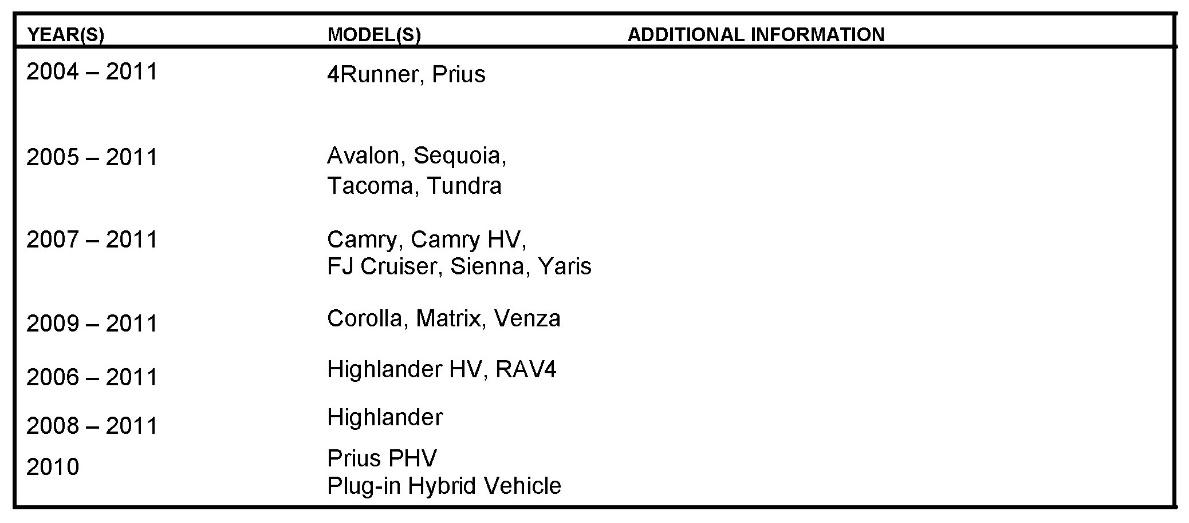 YEAR(S) MODEL(S) ADDITIONAL INFORMATION
2004 – 2011 4Runner, Prius
2005 – 2011 Avalon, Sequoia,
Tacoma, Tundra
2007 – 2011 Camry, Camry HV,
FJ Cruiser, Sienna, Yaris
2009 – 2011 Corolla, Matrix, Venza
2006 – 2011 Highlander HV, RAV4
2008 – 2011 Highlander
2010 Prius PHV
Plug-in Hybrid Vehicle